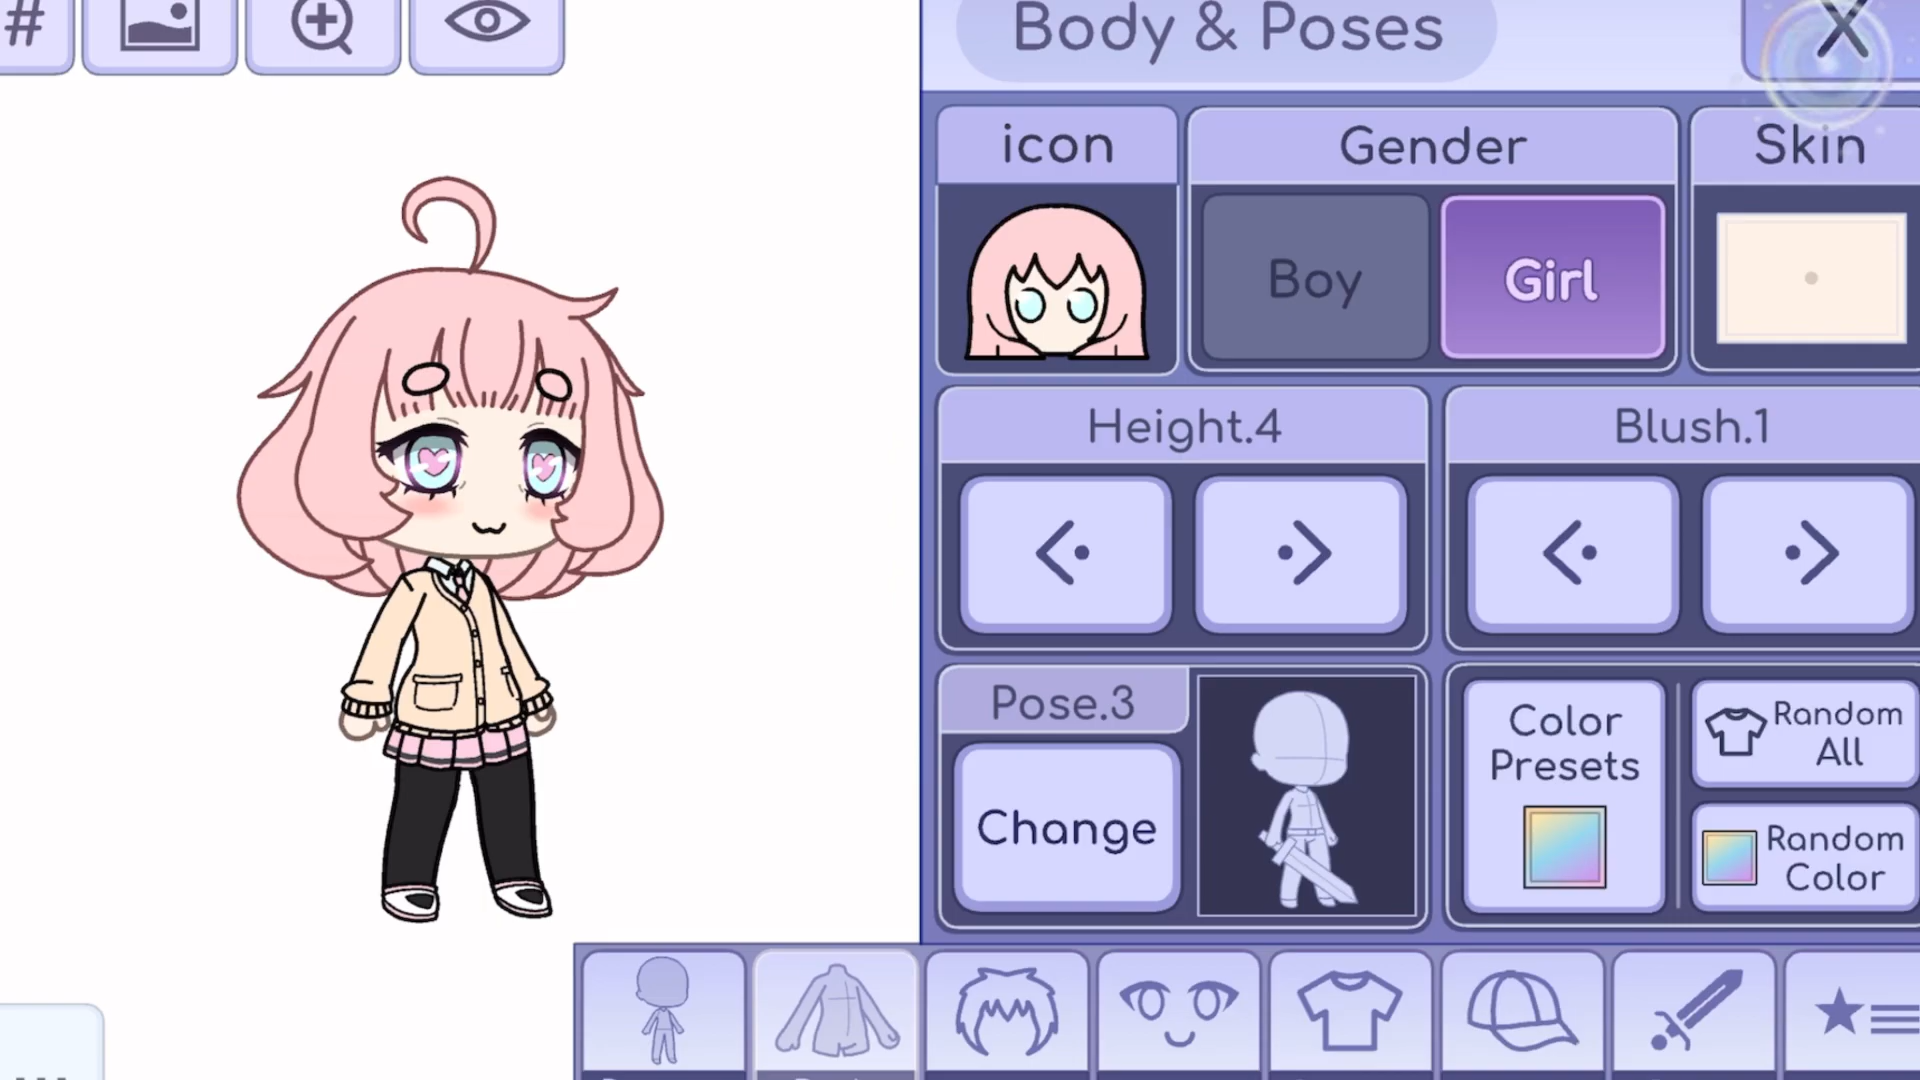 #
Body & Poses
X
icon
Gender
Skin
Boy
Girl
Height.4
Blush.1
Pose.3
Change
Color
Presets
Random
All
Random
Color